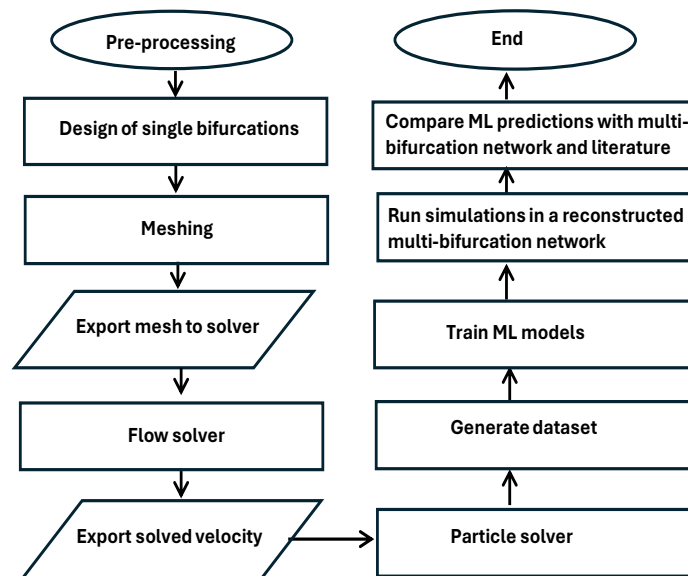 Pre-processing
Design of single bifurcations
Meshing
Export mesh to solver
Flow solver
Export solved velocity
Particle solver
Generate dataset
Train ML models
Run simulations in a reconstructed
multi-bifurcation network
Compare ML predictions with multi-
bifurcation network and literature
End